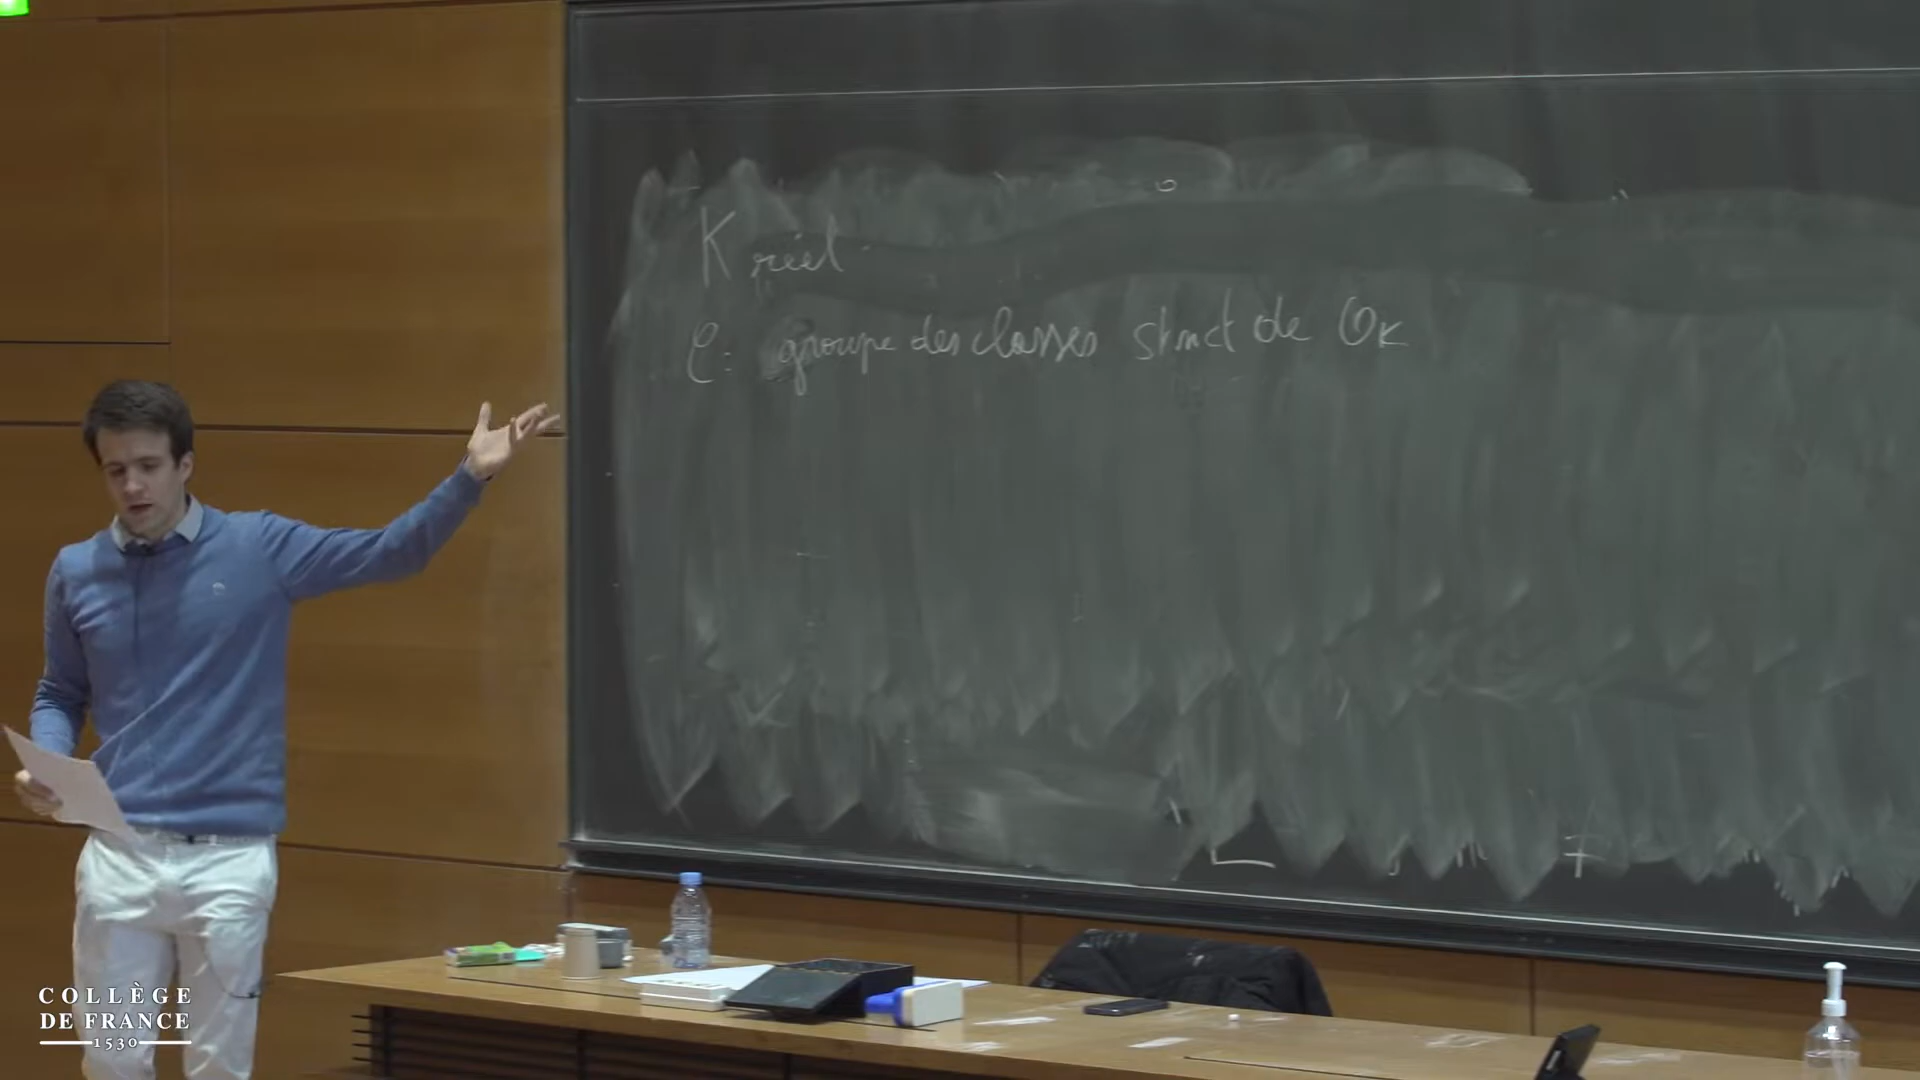 K réel
C: groupe des classes strict de OK
COLLÈGE
DE FRANCE
1530